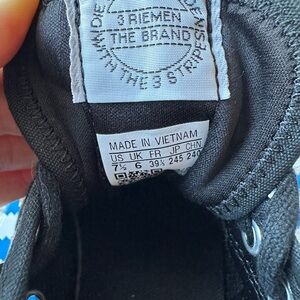 3 RIEMEN
THE BRAND
WITH THE 3 STRIPES
MADE IN VIETNAM
US UK FR JP CHN
7½ 6 39⅓ 245 240